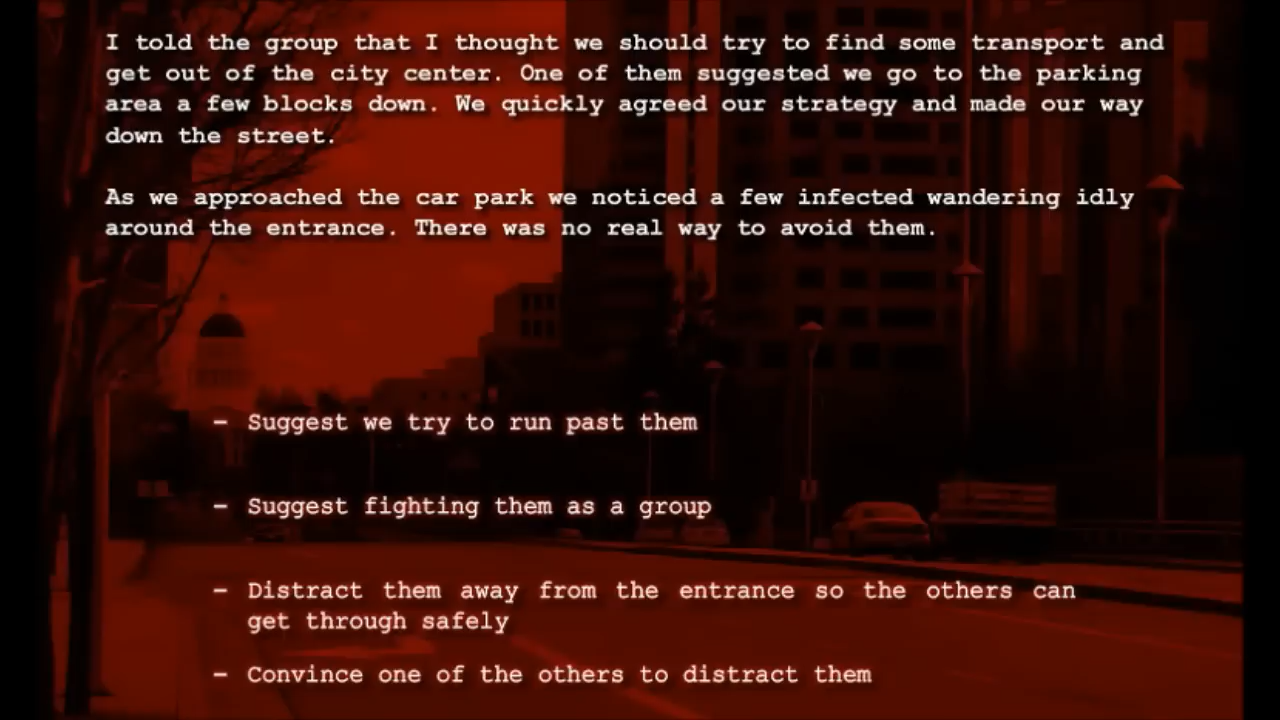 I told the group that I thought we should try to find some transport and
get out of the city center. One of them suggested we go to the parking
area a few blocks down. We quickly agreed our strategy and made our way
down the street.
As we approached the car park we noticed a few infected wandering idly
around the entrance. There was no real way to avoid them.
- Suggest we try to run past them
- Suggest fighting them as a group
- Distract them away from the entrance so the others can
get through safely
- Convince one of the others to distract them